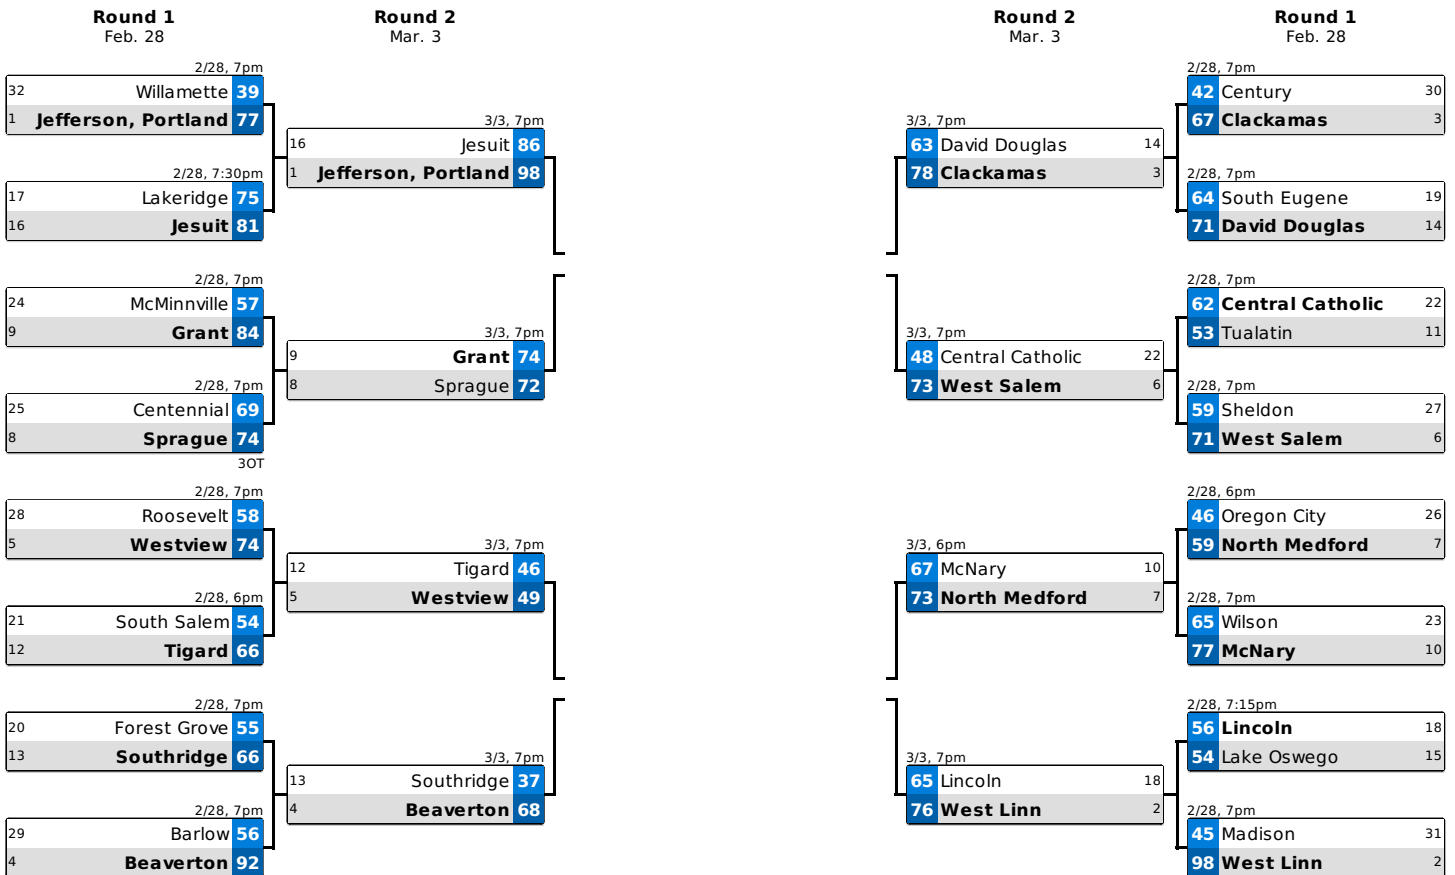 Round 1
Feb. 28
Round 2
Mar. 3
Round 2
Mar. 3
Round 1
Feb. 28
2/28, 7pm
32 Willamette 39
1 Jefferson, Portland 77
2/28, 7:30pm
17 Lakeridge 75
16 Jesuit 81
2/28, 7pm
24 McMinnville 57
9 Grant 84
2/28, 7pm
25 Centennial 69
8 Sprague 74
3OT
2/28, 7pm
28 Roosevelt 58
5 Westview 74
2/28, 6pm
21 South Salem 54
12 Tigard 66
2/28, 7pm
20 Forest Grove 55
13 Southridge 66
2/28, 7pm
29 Barlow 56
4 Beaverton 92
3/3, 7pm
16 Jesuit 86
1 Jefferson, Portland 98
3/3, 7pm
9 Grant 74
8 Sprague 72
3/3, 7pm
12 Tigard 46
5 Westview 49
3/3, 7pm
13 Southridge 37
4 Beaverton 68
3/3, 7pm
63 David Douglas 14
78 Clackamas 3
3/3, 7pm
48 Central Catholic 22
73 West Salem 6
3/3, 6pm
67 McNary 10
73 North Medford 7
3/3, 7pm
65 Lincoln 18
76 West Linn 2
2/28, 7pm
42 Century 30
67 Clackamas 3
2/28, 7pm
64 South Eugene 19
71 David Douglas 14
2/28, 7pm
62 Central Catholic 22
53 Tualatin 11
2/28, 7pm
59 Sheldon 27
71 West Salem 6
2/28, 6pm
46 Oregon City 26
59 North Medford 7
2/28, 7pm
65 Wilson 23
77 McNary 10
2/28, 7:15pm
56 Lincoln 18
54 Lake Oswego 15
2/28, 7pm
45 Madison 31
98 West Linn 2